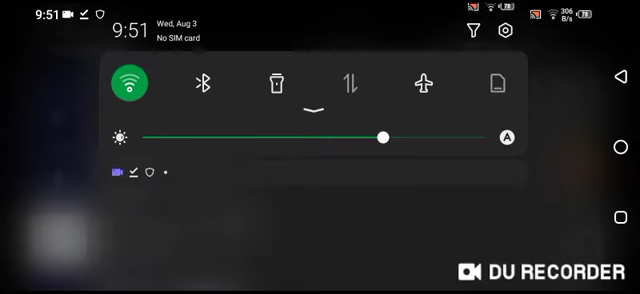 9:51
78
306
B/s
78
9:51
Wed, Aug 3
No SIM card
A
DU RECORDER